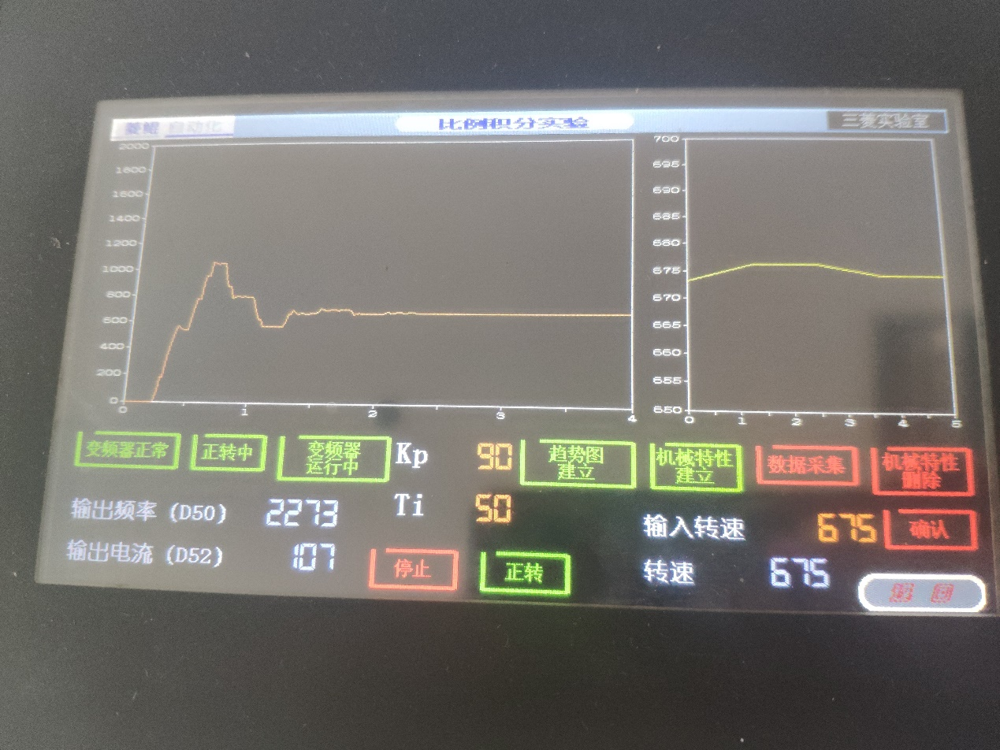 菱鲲 自动化
比例积分实验
三菱实验室
2000
1800
1600
1400
1200
1000
800
600
400
200
0
0 1 2 3 4
700
695
690
685
680
675
670
665
660
655
650
0 1 2 3 4 5
变频器正常
正转中
变频器
运行中
Kp 90
趋势图
建立
机械特性
建立
数据采集
机械特性
删除
输出频率 (D50) 2273
Ti 50
输入转速 675
确认
输出电流 (D52) 107
停止
正转
转速 675